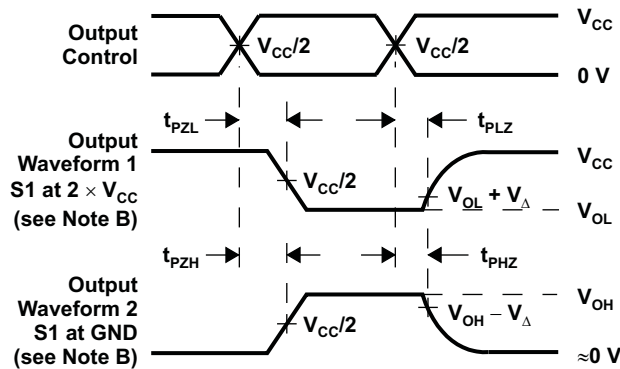 Output
Control
V_CC/2
V_CC/2
V_CC
0 V
t_PZL
t_PLZ
Output
Waveform 1
S1 at 2 × V_CC
(see Note B)
V_CC/2
V_OL + V_Δ
V_CC
V_OL
t_PZH
t_PHZ
Output
Waveform 2
S1 at GND
(see Note B)
V_CC/2
V_OH − V_Δ
V_OH
≈0 V